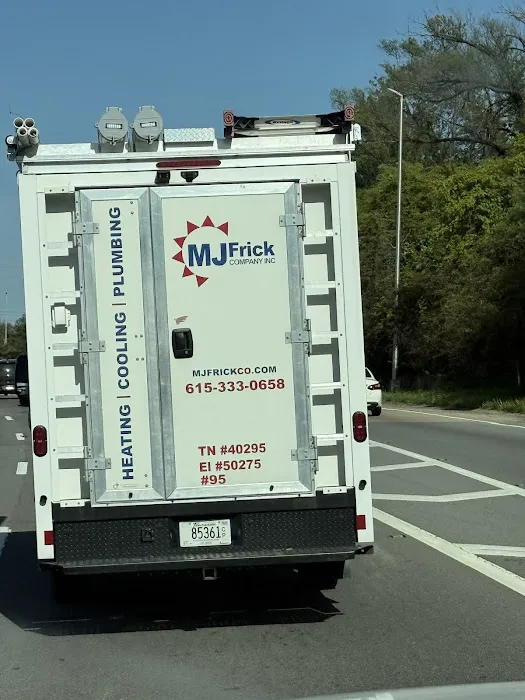 HEATING | COOLING | PLUMBING
MJFrick
COMPANY INC
MJFRICKCO.COM
615-333-0658
TN #40295
EI #50275
#95
85361